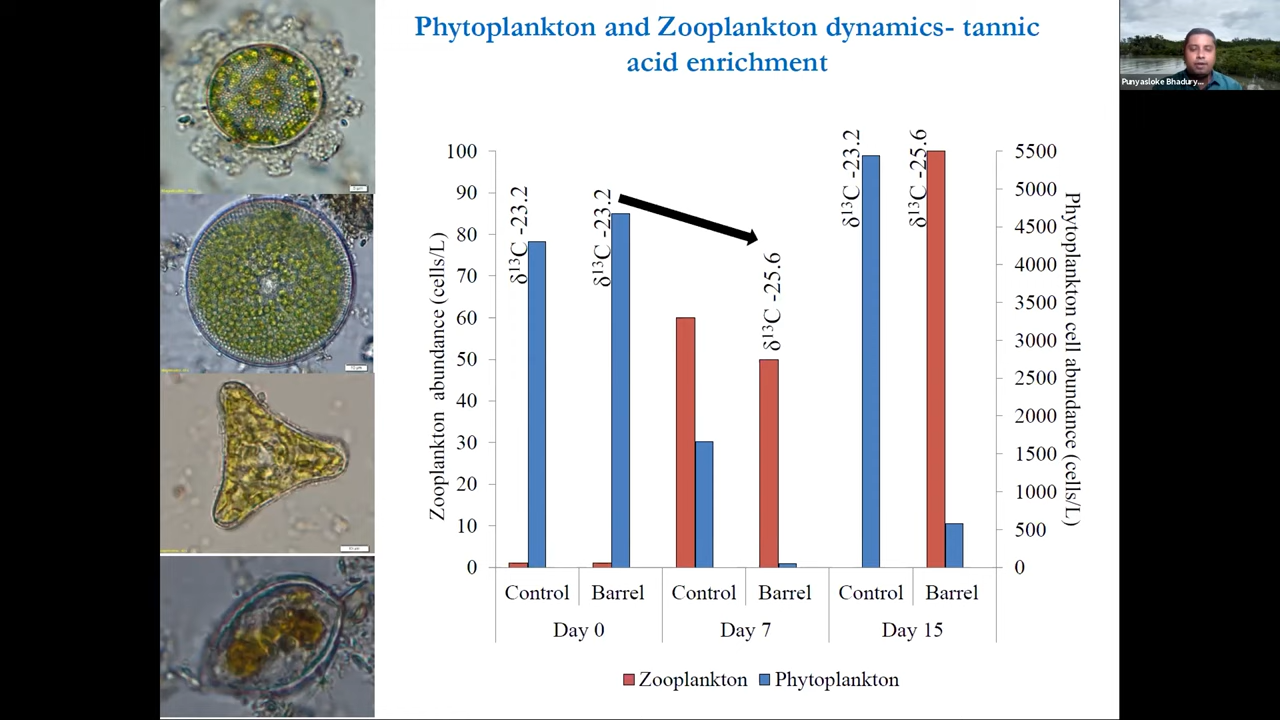 Phytoplankton and Zooplankton dynamics- tannic
acid enrichment
Punyasloke Bhadury...
Zooplankton abundance (cells/L)
100
90
80
70
60
50
40
30
20
10
0
δ13C -23.2
δ13C -23.2
δ13C -25.6
δ13C -23.2
δ13C -25.6
5500
5000
4500
4000
3500
3000
2500
2000
1500
1000
500
0
Phytoplankton cell abundance (cells/L)
Control Barrel Control Barrel Control Barrel
Day 0 Day 7 Day 15
Zooplankton Phytoplankton